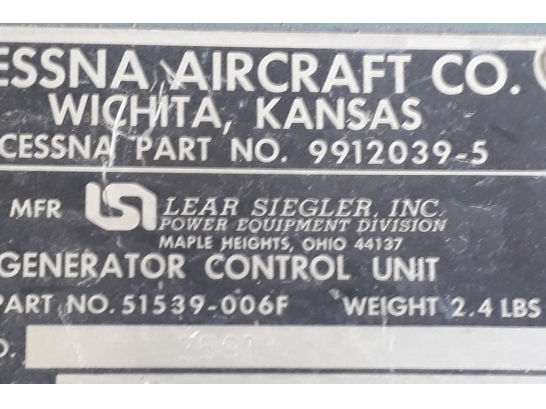 ESSNA AIRCRAFT CO.
WICHITA, KANSAS
CESSNA PART NO. 9912039-5
MFR LSI LEAR SIEGLER, INC.
POWER EQUIPMENT DIVISION
MAPLE HEIGHTS, OHIO 44137
GENERATOR CONTROL UNIT
PART NO. 51539-006F WEIGHT 2.4 LBS
O.